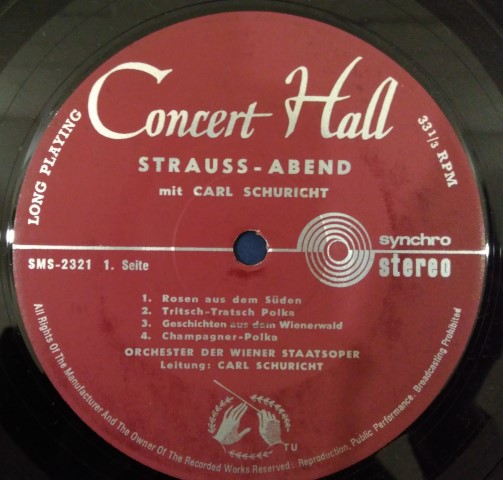 Concert Hall
LONG PLAYING
33 1/3 RPM
STRAUSS-ABEND
mit CARL SCHURICHT
synchro
SMS-2321 1. Seite
stereo
1. Rosen aus dem Süden
2. Tritsch-Tratsch Polka
3. Geschichten aus dem Wienerwald
4. Champagner-Polka
ORCHESTER DER WIENER STAATSOPER
Leitung: CARL SCHURICHT
TU
All Rights Of The Manufacturer And The Owner Of The Recorded Works Reserved; Reproduction, Public Performance, Broadcasting Prohibited